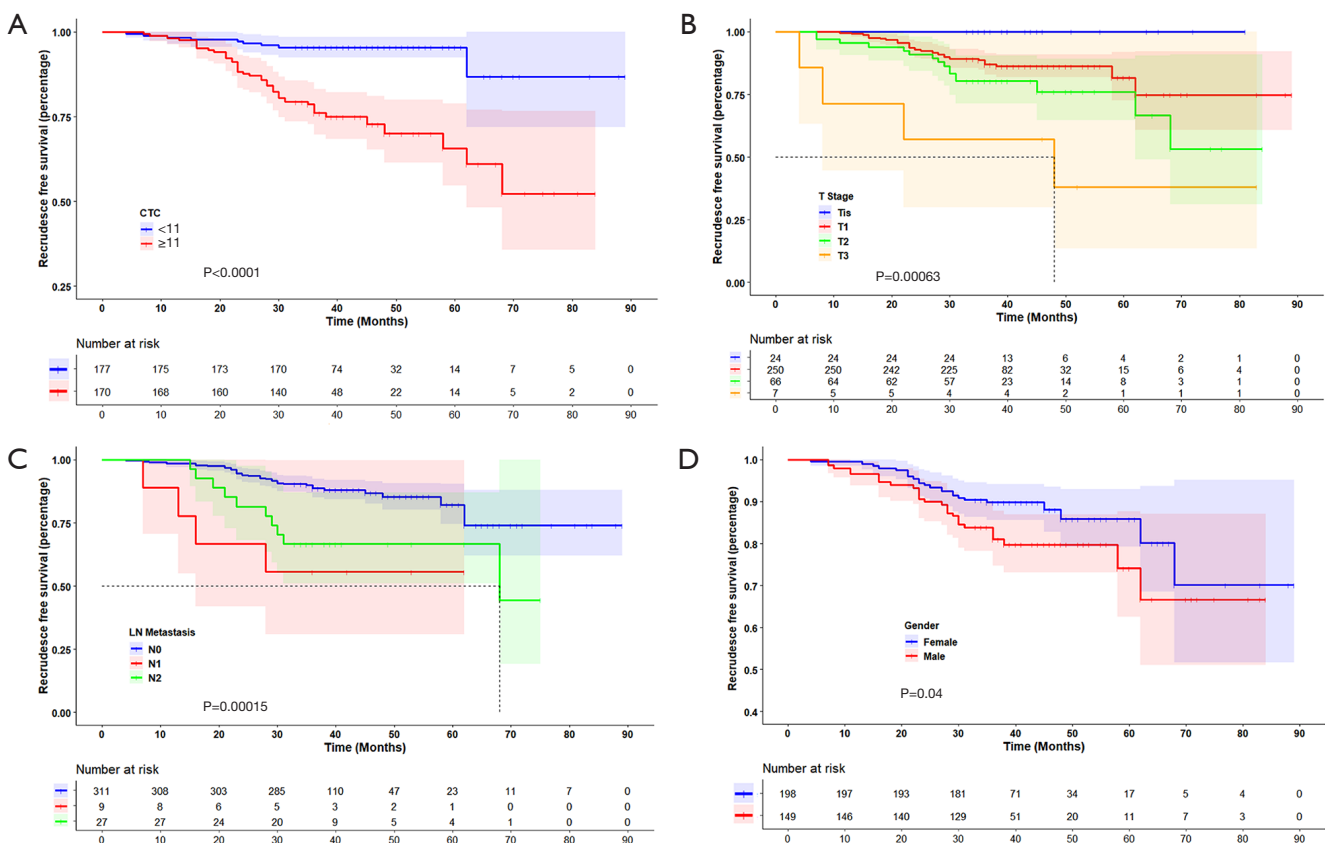 A
Recrudesce free survival (percentage)
1.00
0.75
0.50
0.25
CTC
<11
≥11
P<0.0001
0 10 20 30 40 50 60 70 80 90
Time (Months)
Number at risk
177 175 173 170 74 32 14 7 5 0
170 168 160 140 48 22 14 5 2 0
0 10 20 30 40 50 60 70 80 90
B
Recrudesce free survival (percentage)
1.00
0.75
0.50
0.25
0.00
T Stage
Tis
T1
T2
T3
P=0.00063
0 10 20 30 40 50 60 70 80 90
Time (Months)
Number at risk
24 24 24 24 13 6 4 2 1 0
250 250 242 225 82 32 15 6 4 0
66 64 62 57 23 14 8 3 1 0
7 5 5 4 4 2 1 1 1 0
0 10 20 30 40 50 60 70 80 90
C
Recrudesce free survival (percentage)
1.00
0.75
0.50
0.25
0.00
LN Metastasis
N0
N1
N2
P=0.00015
0 10 20 30 40 50 60 70 80 90
Time (Months)
Number at risk
311 308 303 285 110 47 23 11 7 0
9 8 6 5 3 2 1 0 0 0
27 27 24 20 9 5 4 1 0 0
0 10 20 30 40 50 60 70 80 90
D
Recrudesce free survival (percentage)
1.0
0.9
0.8
0.7
0.6
0.5
0.4
Gender
Female
Male
P=0.04
0 10 20 30 40 50 60 70 80 90
Time (Months)
Number at risk
198 197 193 181 71 34 17 5 4 0
149 146 140 129 51 20 11 7 3 0
0 10 20 30 40 50 60 70 80 90